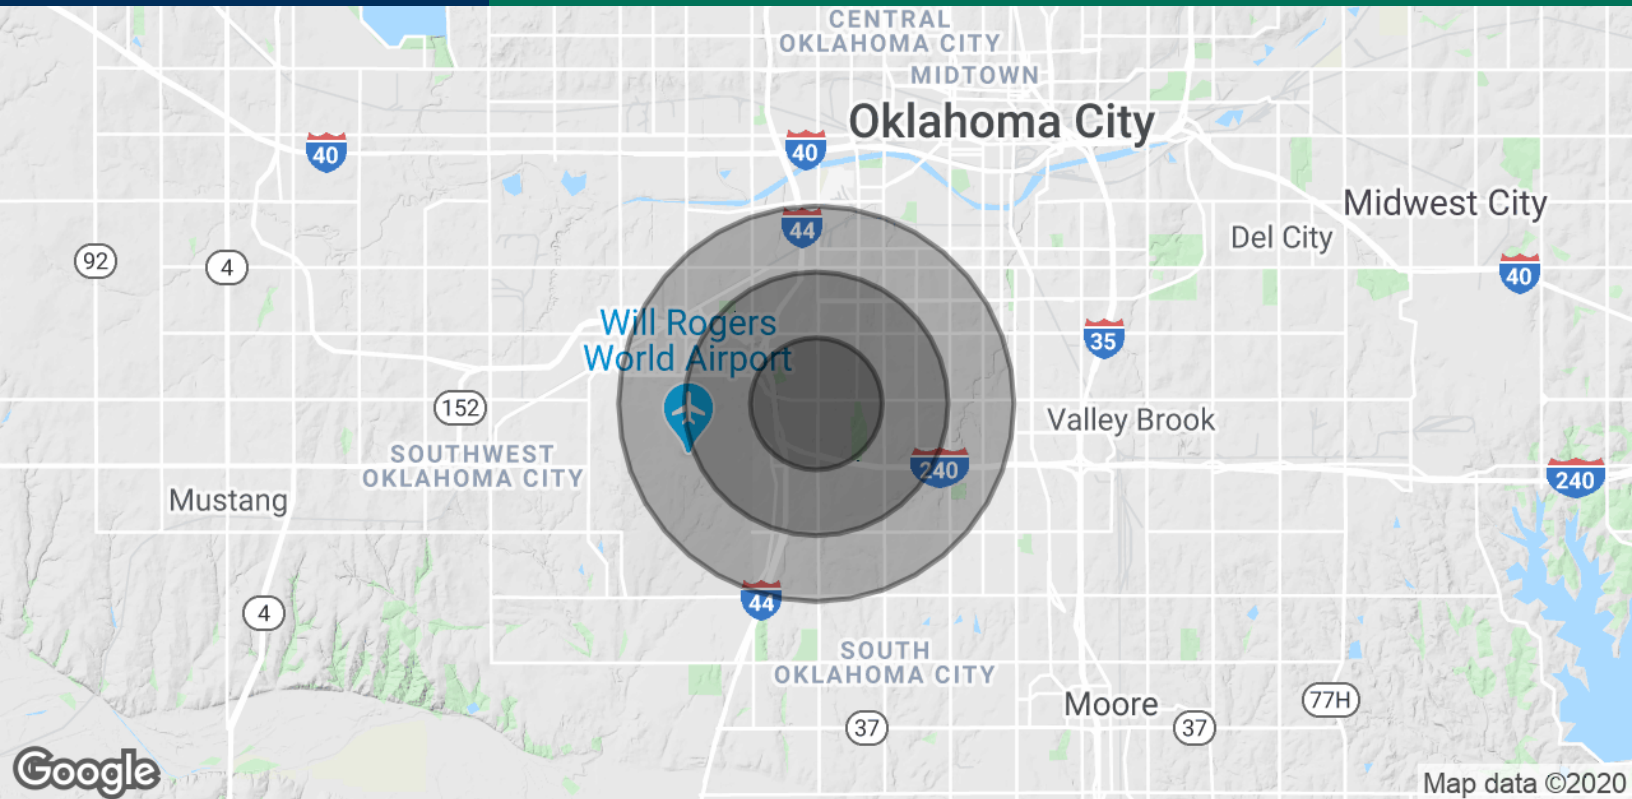 CENTRAL
OKLAHOMA CITY
MIDTOWN
Oklahoma City
40
40
Midwest City
44
Del City
92
4
40
Will Rogers
World Airport
35
152
Valley Brook
SOUTHWEST
OKLAHOMA CITY
240
240
Mustang
44
4
SOUTH
OKLAHOMA CITY
77H
Moore
37
37
Google
Map data ©2020